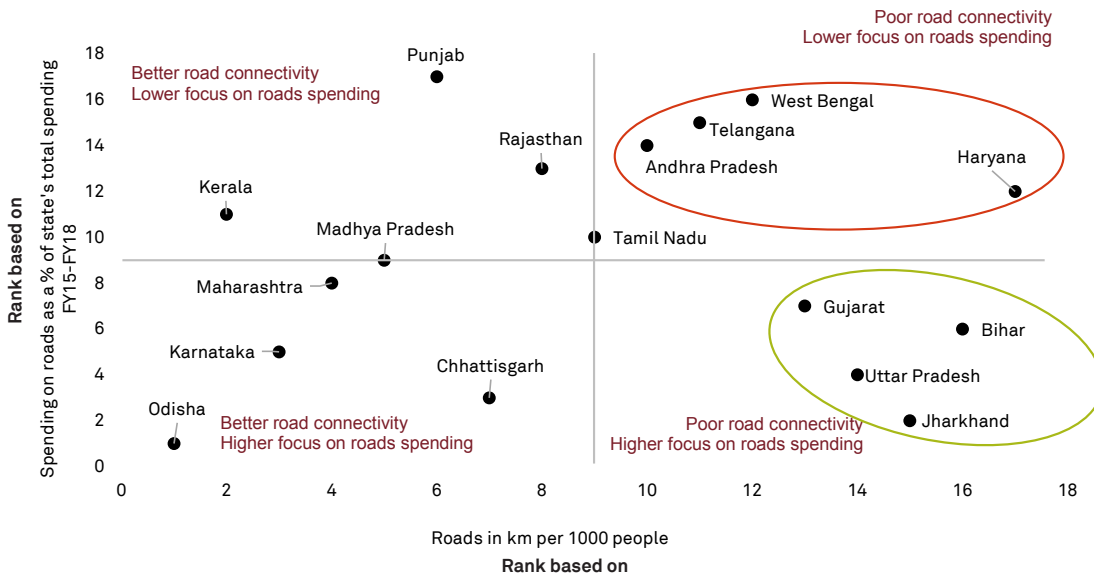 Poor road connectivity
Lower focus on roads spending
Better road connectivity
Lower focus on roads spending
Rank based on
Spending on roads as a % of state's total spending
FY15-FY18
18
16
14
12
10
8
6
4
2
0
Punjab
West Bengal
Telangana
Rajasthan
Andhra Pradesh
Haryana
Kerala
Madhya Pradesh
Tamil Nadu
Maharashtra
Gujarat
Bihar
Karnataka
Chhattisgarh
Uttar Pradesh
Odisha
Jharkhand
Better road connectivity
Higher focus on roads spending
Poor road connectivity
Higher focus on roads spending
0 2 4 6 8 10 12 14 16 18
Roads in km per 1000 people
Rank based on